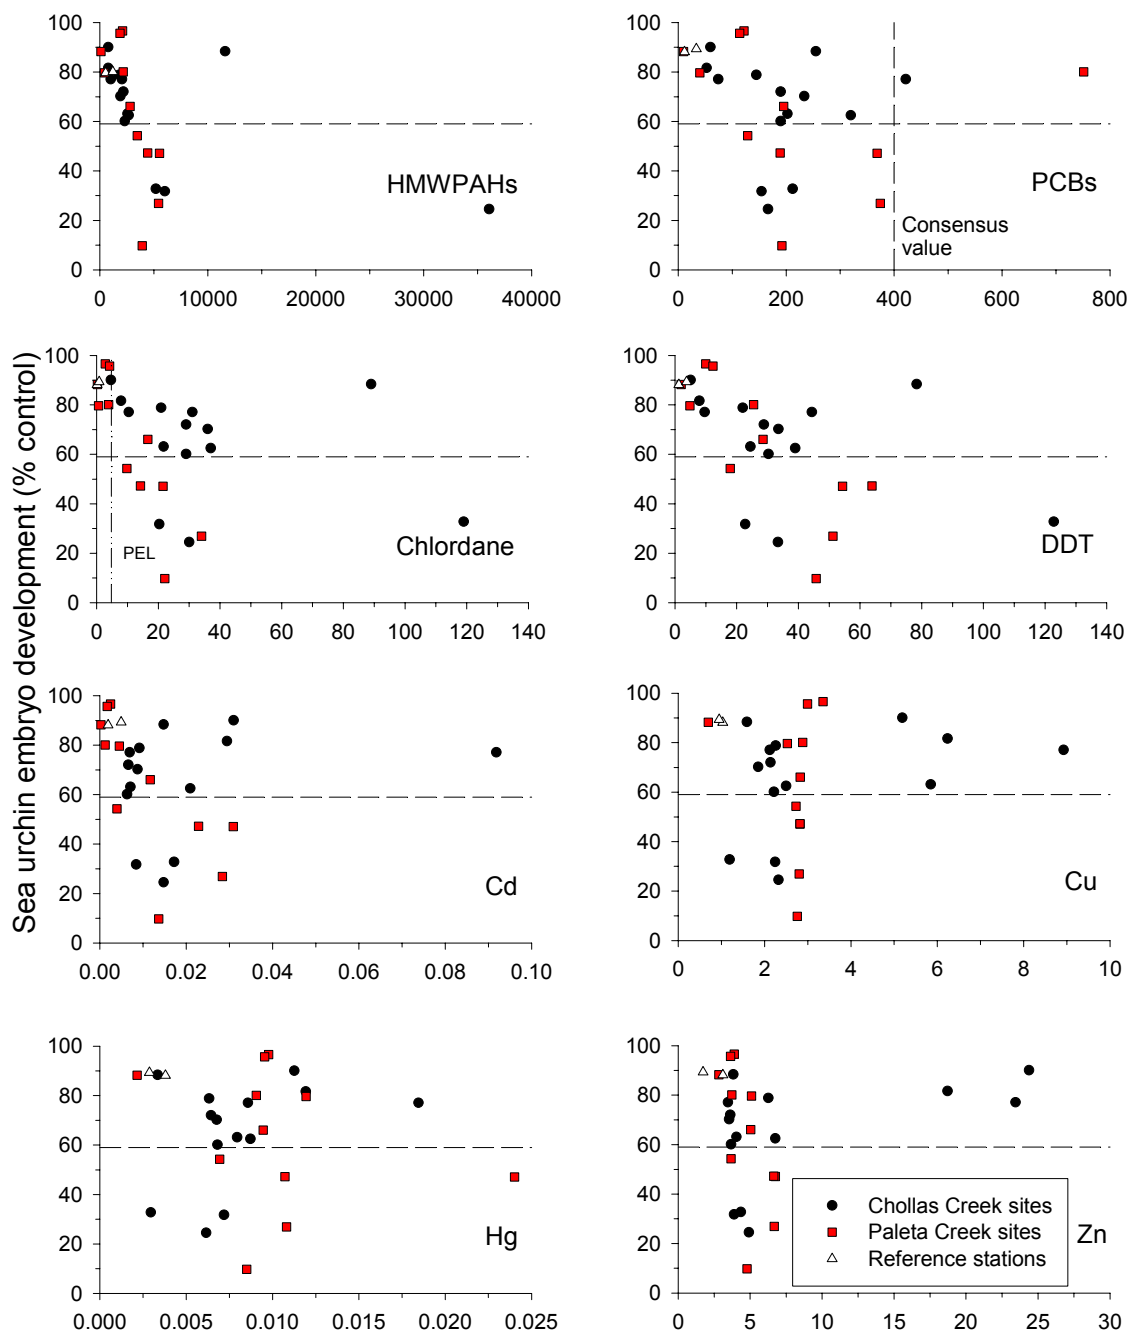 Sea urchin embryo development (% control)
100
80
60
40
20
0
HMWPAHs
0 10000 20000 30000 40000
100
80
60
40
20
0
PCBs
Consensus
value
0 200 400 600 800
100
80
60
40
20
0
PEL
Chlordane
0 20 40 60 80 100 120 140
100
80
60
40
20
0
DDT
0 20 40 60 80 100 120 140
100
80
60
40
20
0
Cd
0.00 0.02 0.04 0.06 0.08 0.10
100
80
60
40
20
0
Cu
0 2 4 6 8 10
100
80
60
40
20
0
Hg
0.000 0.005 0.010 0.015 0.020 0.025
100
80
60
40
20
0
Chollas Creek sites
Paleta Creek sites
Reference stations
Zn
0 5 10 15 20 25 30